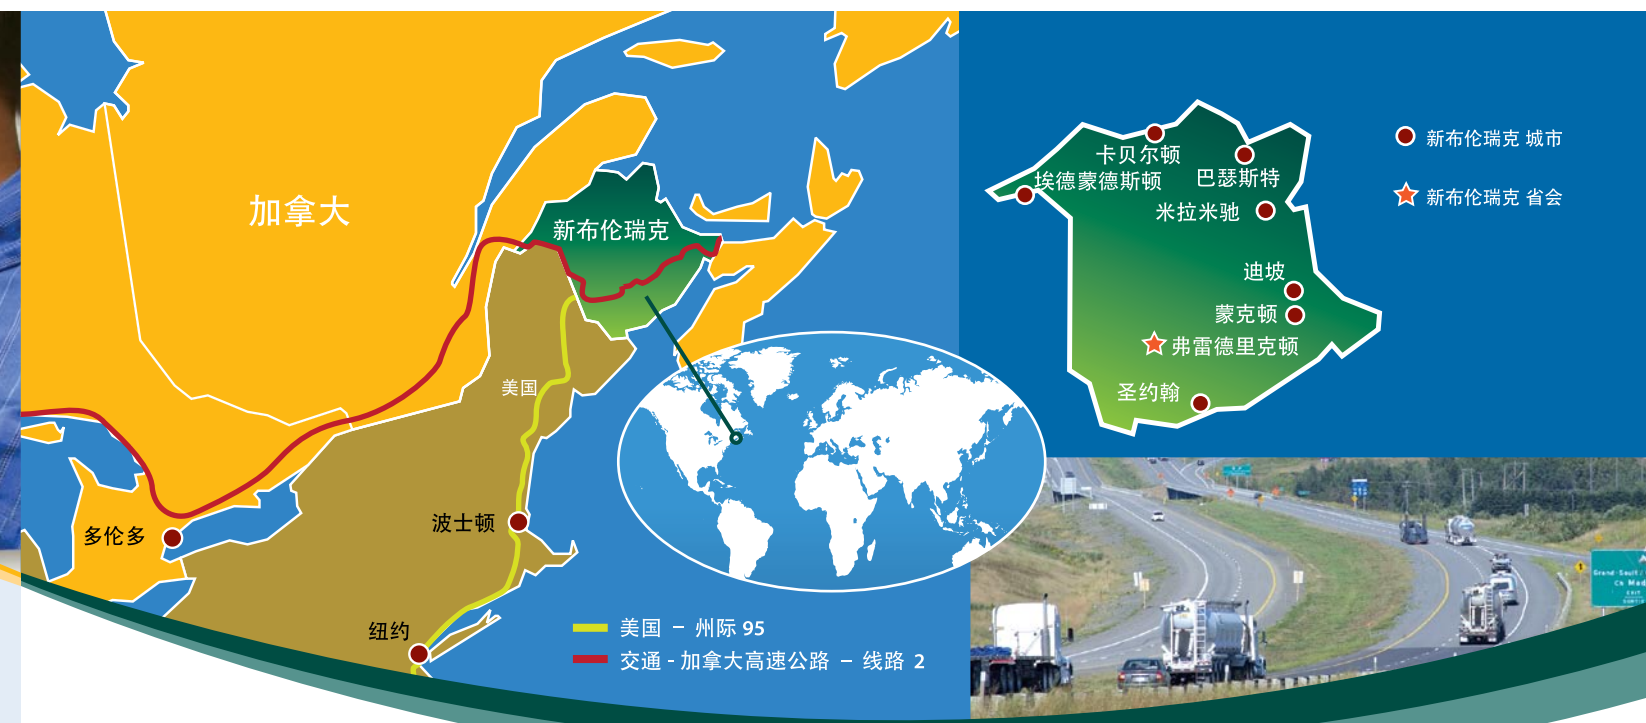 加拿大
新布伦瑞克
美国
多伦多
波士顿
纽约
美国 – 州际 95
交通 - 加拿大高速公路 – 线路 2
卡贝尔顿
埃德蒙德斯顿
巴瑟斯特
米拉米驰
迪坡
蒙克顿
弗雷德里克顿
圣约翰
新布伦瑞克 城市
新布伦瑞克 省会